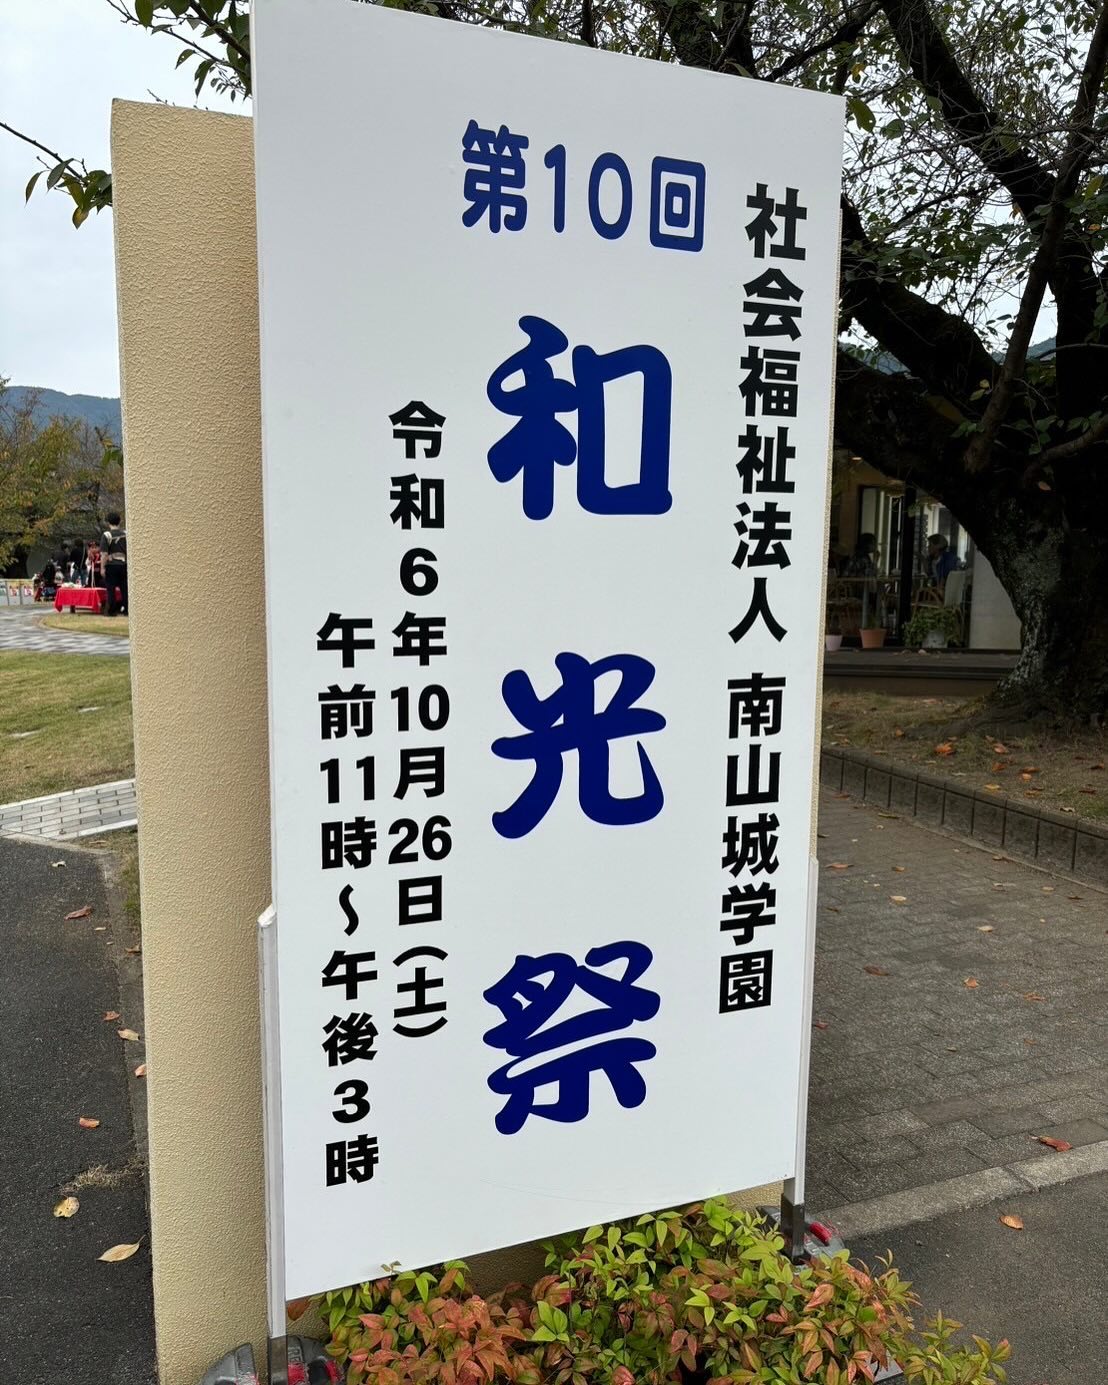 社会福祉法人 南山城学園
第10回
和光祭
令和6年10月26日(土)
午前11時〜午後3時